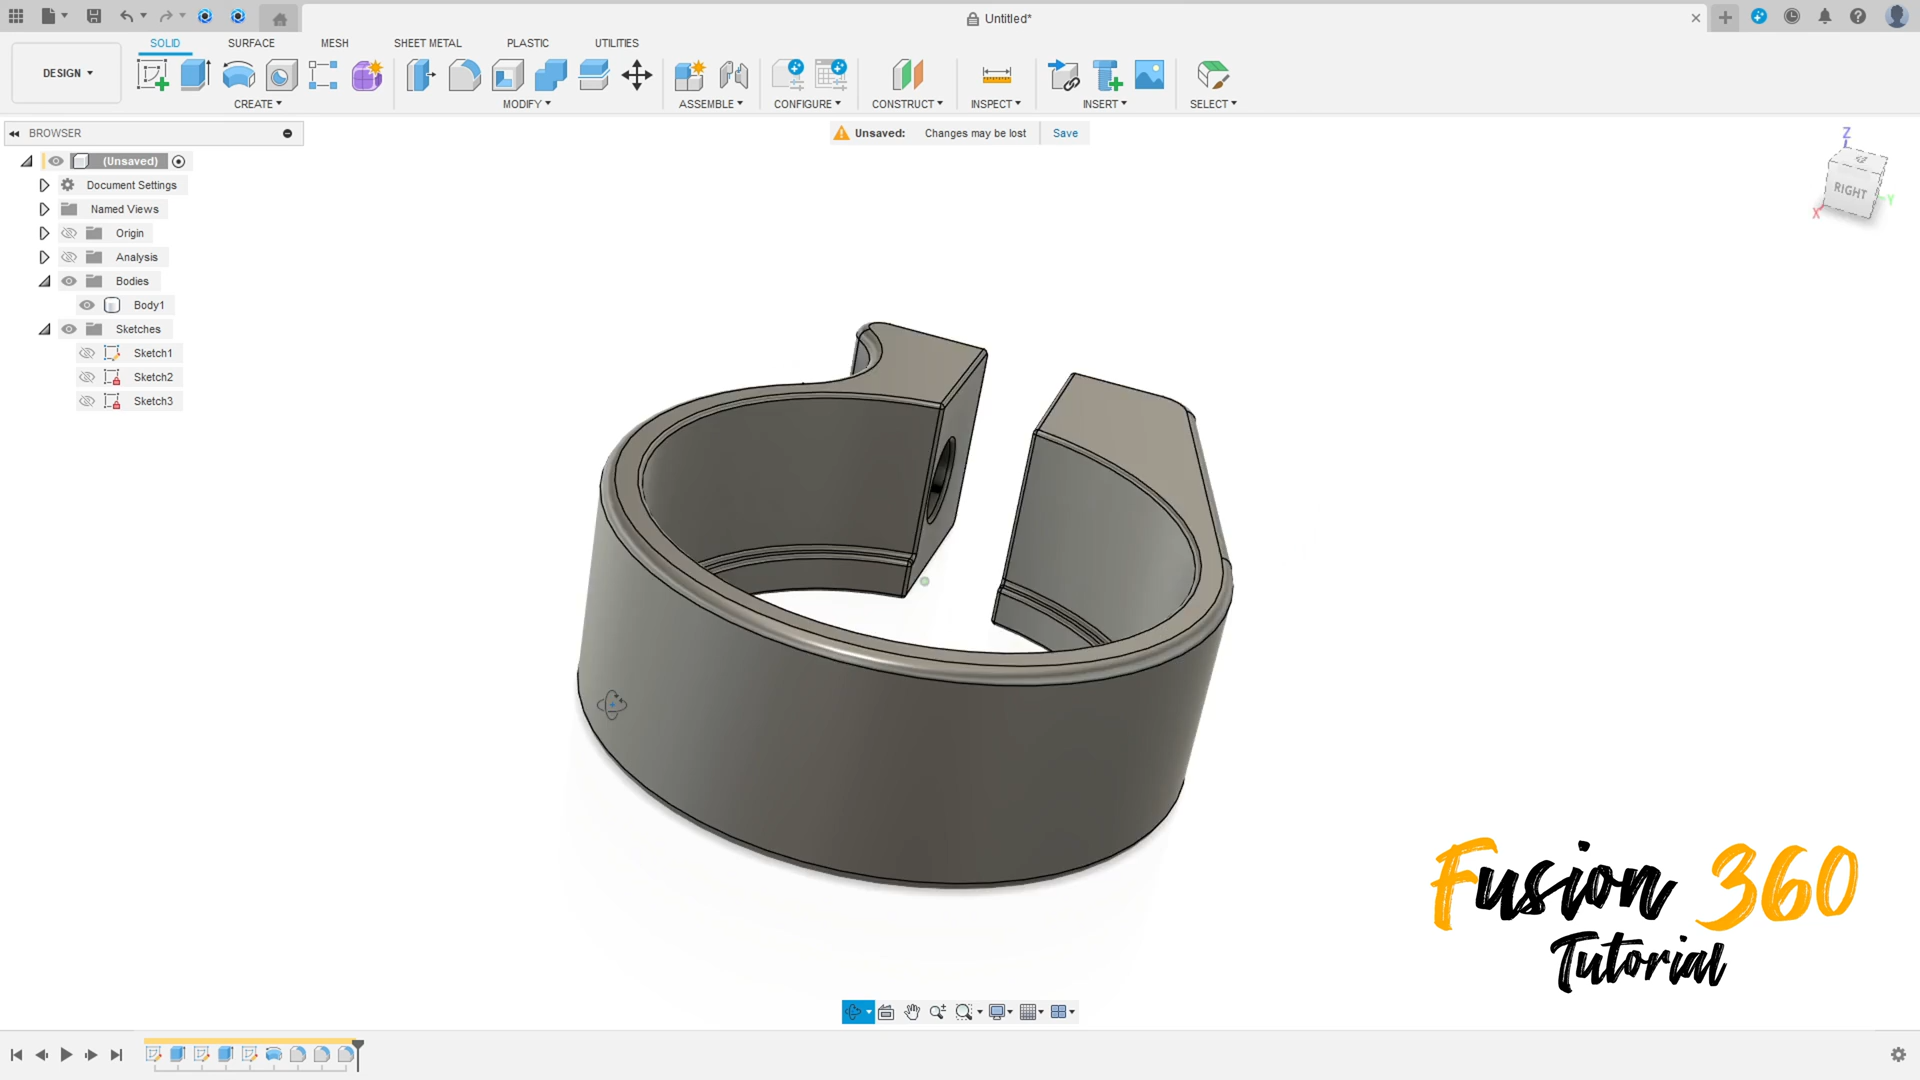 Untitled*
SOLID
SURFACE
MESH
SHEET METAL
PLASTIC
UTILITIES
DESIGN
CREATE
MODIFY
ASSEMBLE
CONFIGURE
CONSTRUCT
INSPECT
INSERT
SELECT
BROWSER
Unsaved: Changes may be lost Save
(Unsaved)
Document Settings
Named Views
Origin
Analysis
Bodies
Body1
Sketches
Sketch1
Sketch2
Sketch3
Z
RIGHT
Y
X
Fusion 360
Tutorial